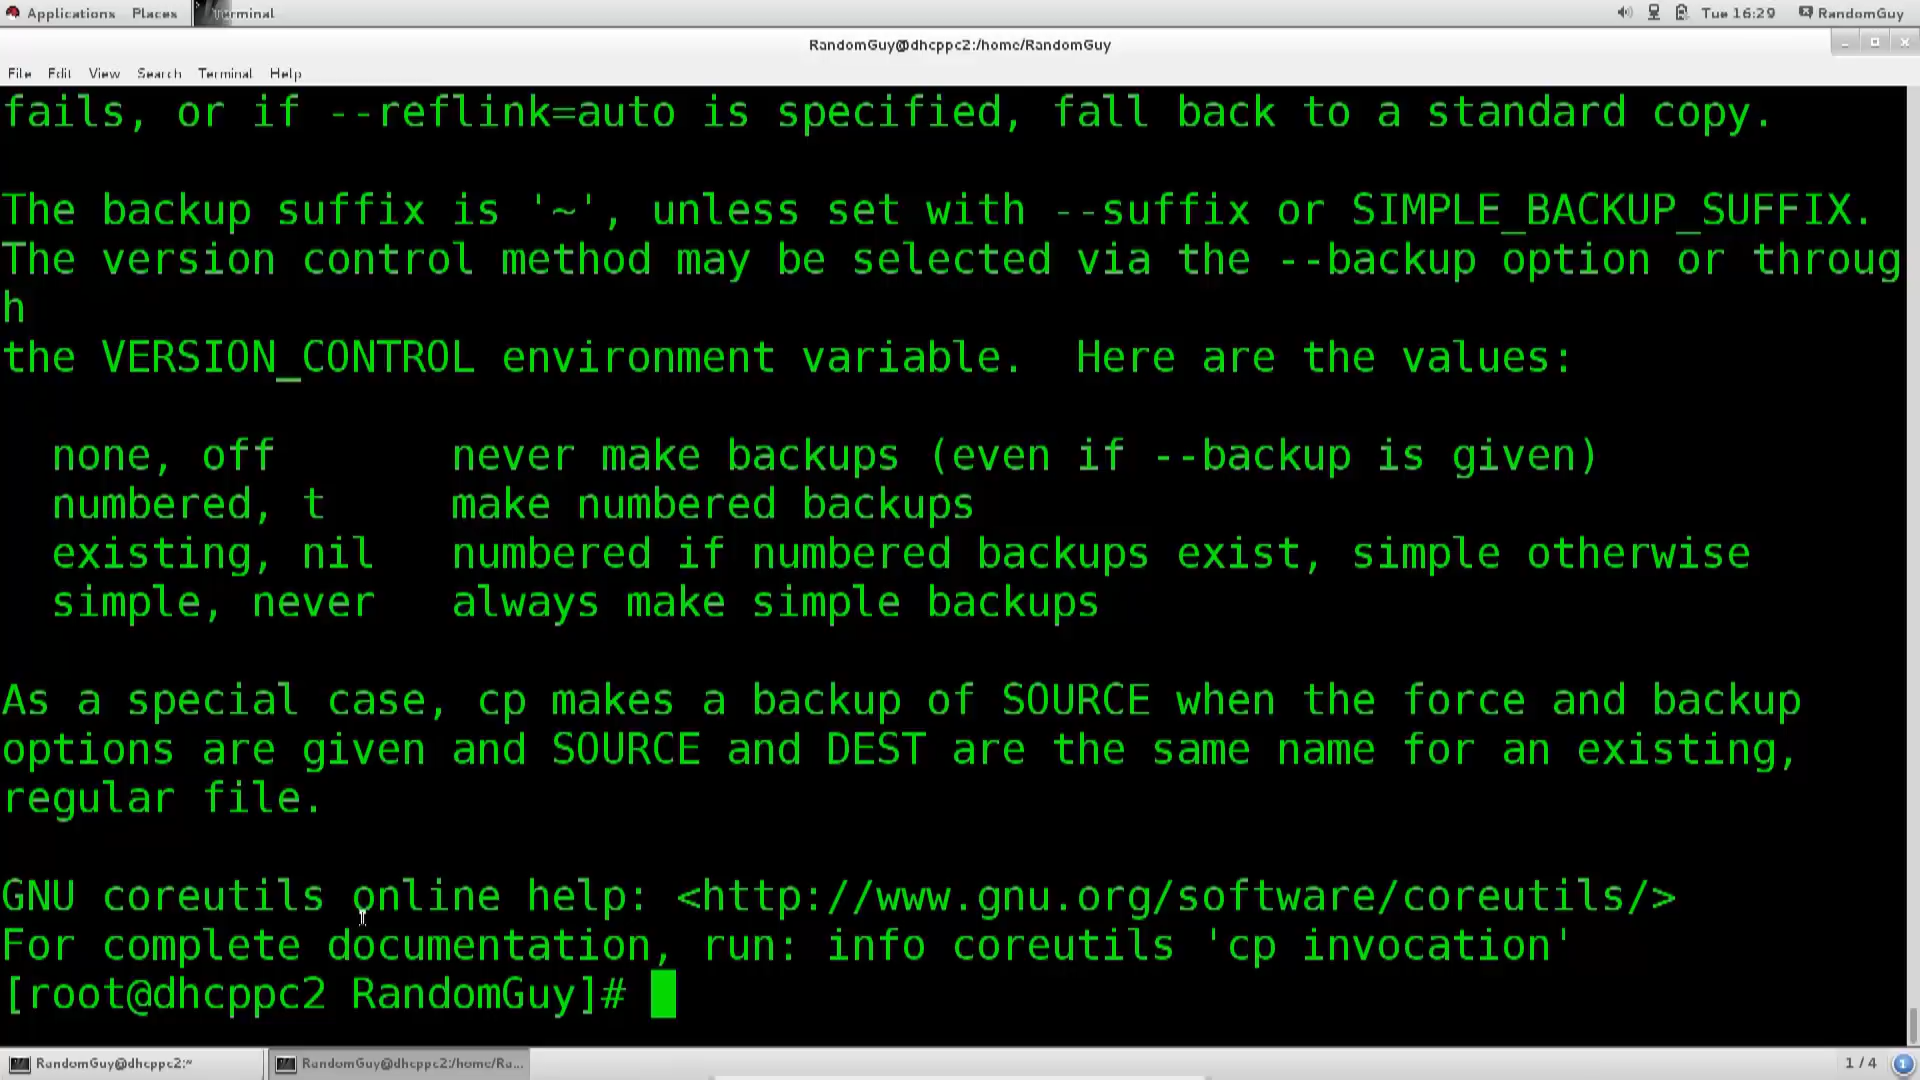 Applications Places Terminal Tue 16:29 RandomGuy
RandomGuy@dhcppc2:/home/RandomGuy
File Edit View Search Terminal Help
fails, or if --reflink=auto is specified, fall back to a standard copy.
The backup suffix is '~', unless set with --suffix or SIMPLE_BACKUP_SUFFIX.
The version control method may be selected via the --backup option or throug
h
the VERSION_CONTROL environment variable.  Here are the values:
none, off       never make backups (even if --backup is given)
numbered, t     make numbered backups
existing, nil   numbered if numbered backups exist, simple otherwise
simple, never   always make simple backups
As a special case, cp makes a backup of SOURCE when the force and backup
options are given and SOURCE and DEST are the same name for an existing,
regular file.
GNU coreutils online help: <http://www.gnu.org/software/coreutils/>
For complete documentation, run: info coreutils 'cp invocation'
[root@dhcppc2 RandomGuy]#
RandomGuy@dhcppc2:~ RandomGuy@dhcppc2:/home/Ra... 1 / 4 1